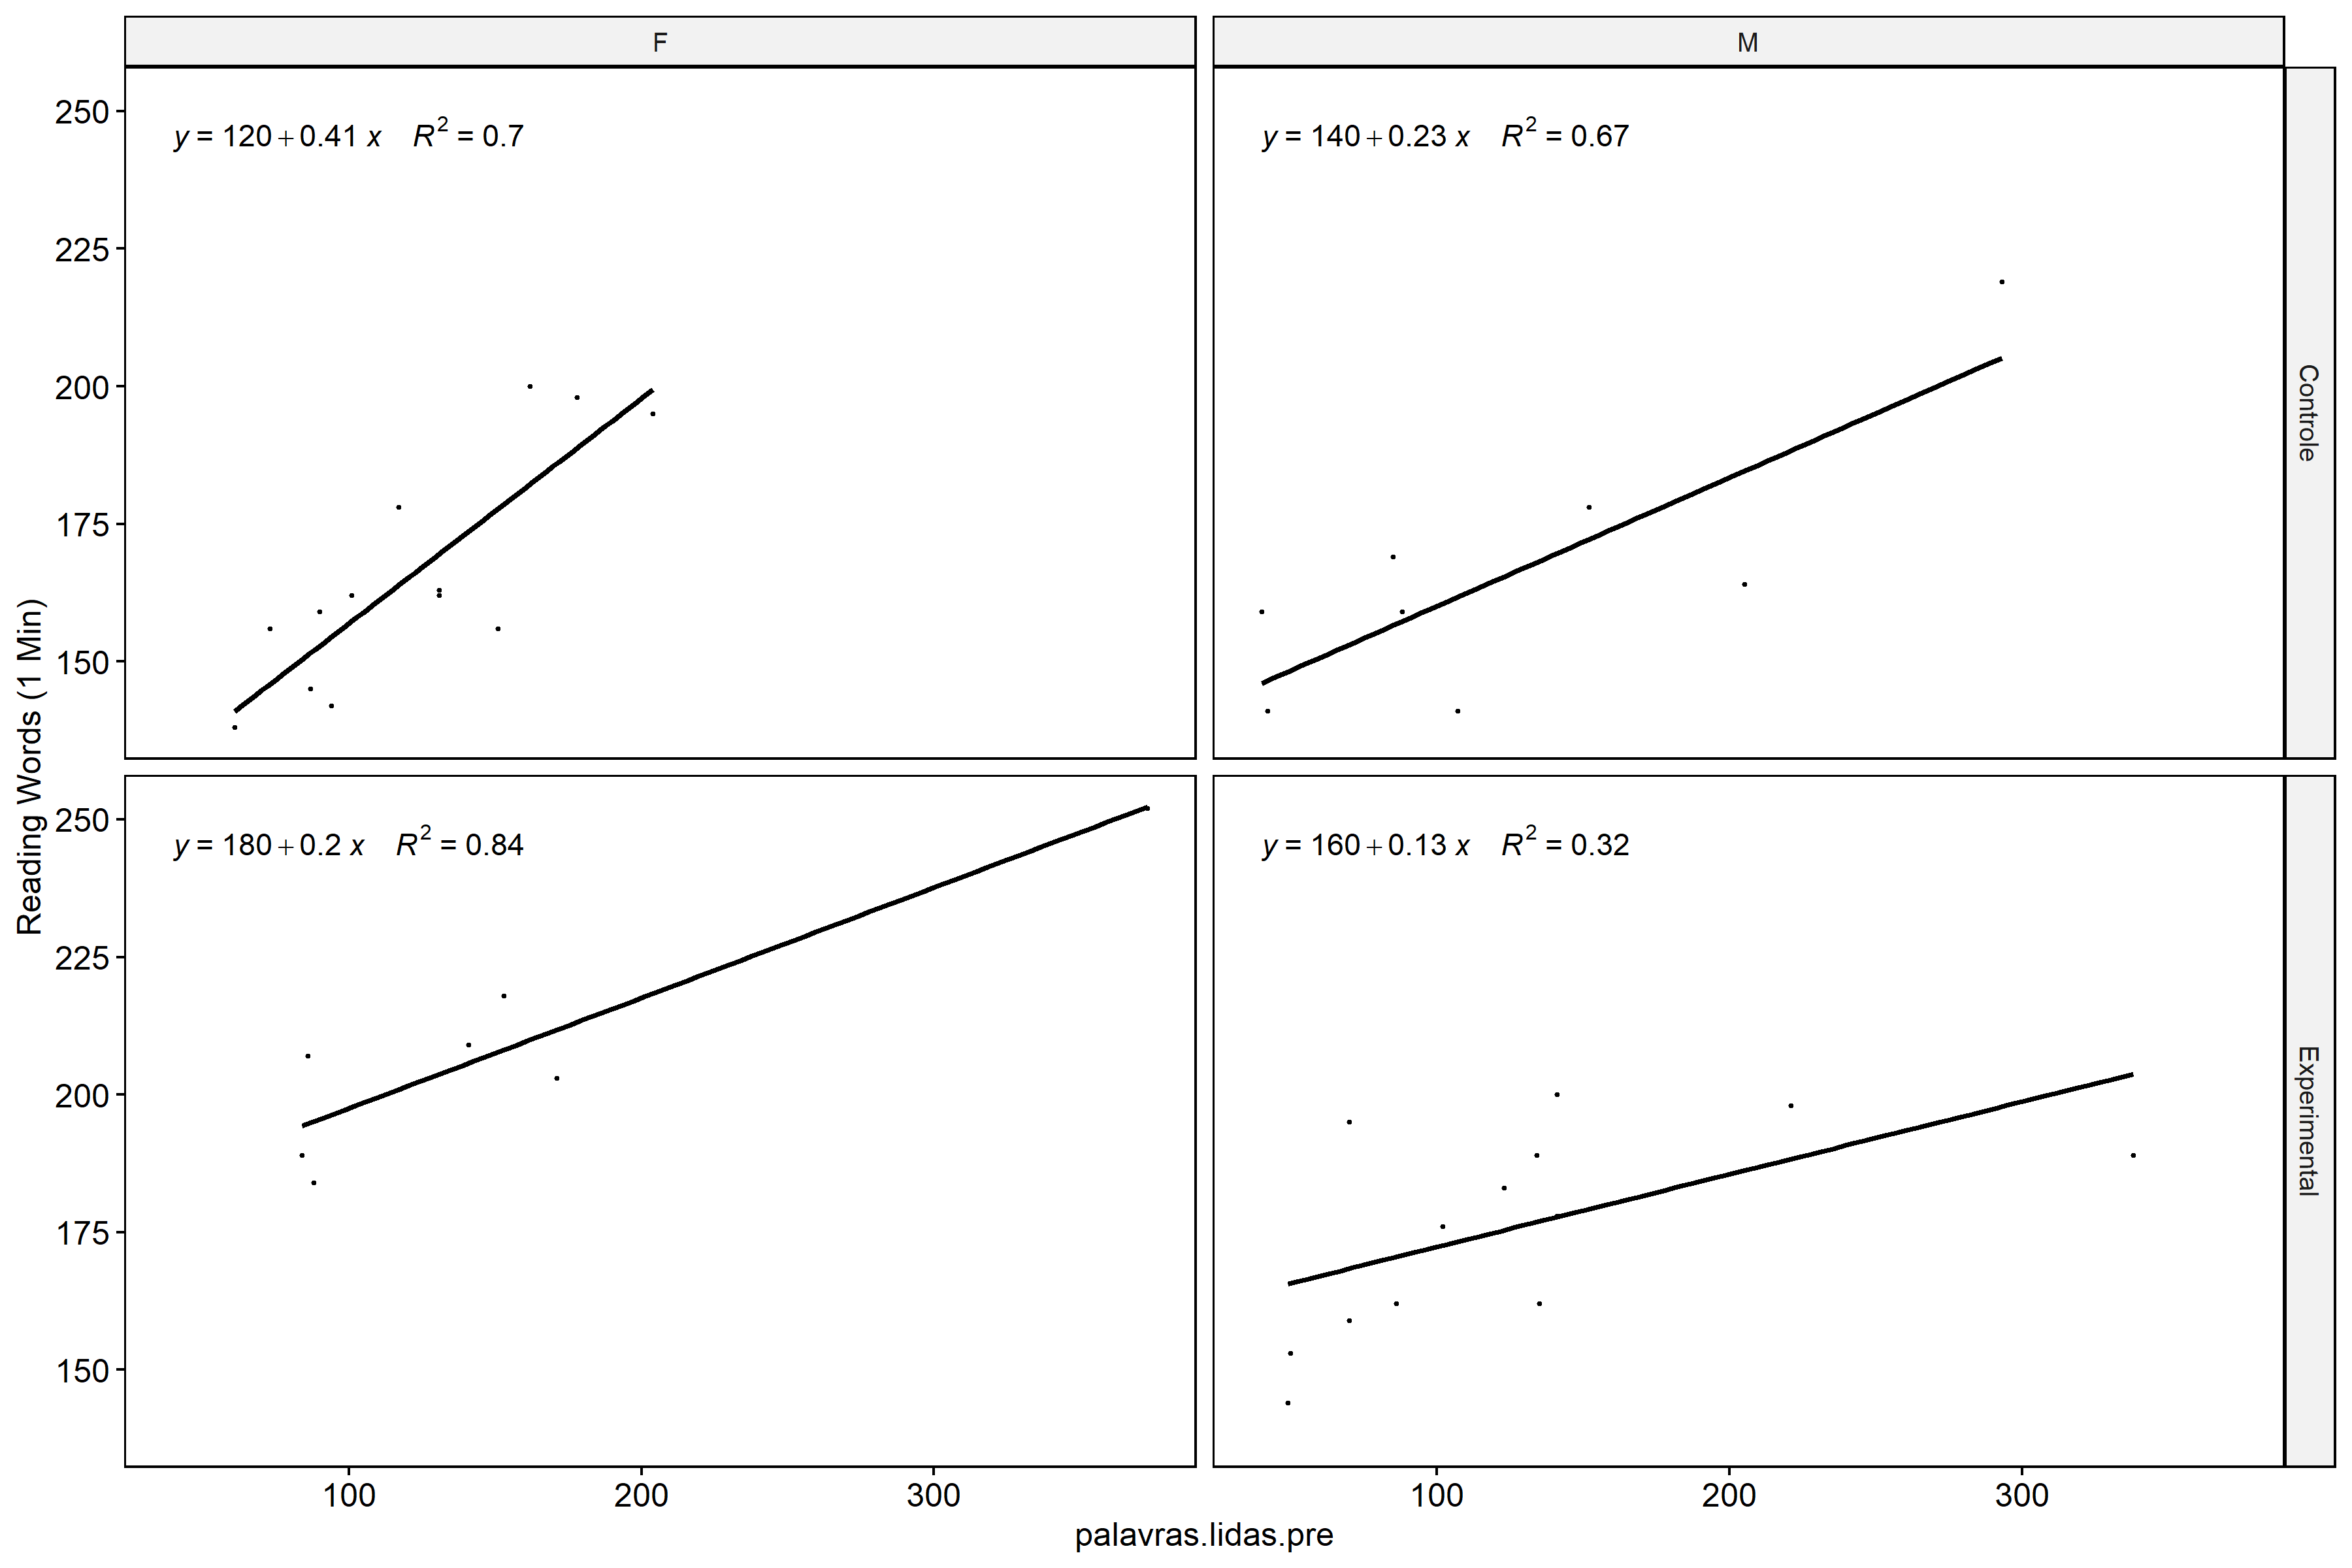 F
M
250
225
200
175
150
y = 120 + 0.41 x R² = 0.7
y = 140 + 0.23 x R² = 0.67
Controle
Reading Words (1 Min)
250
225
200
175
150
y = 180 + 0.2 x R² = 0.84
y = 160 + 0.13 x R² = 0.32
Experimental
100 200 300
100 200 300
palavras.lidas.pre